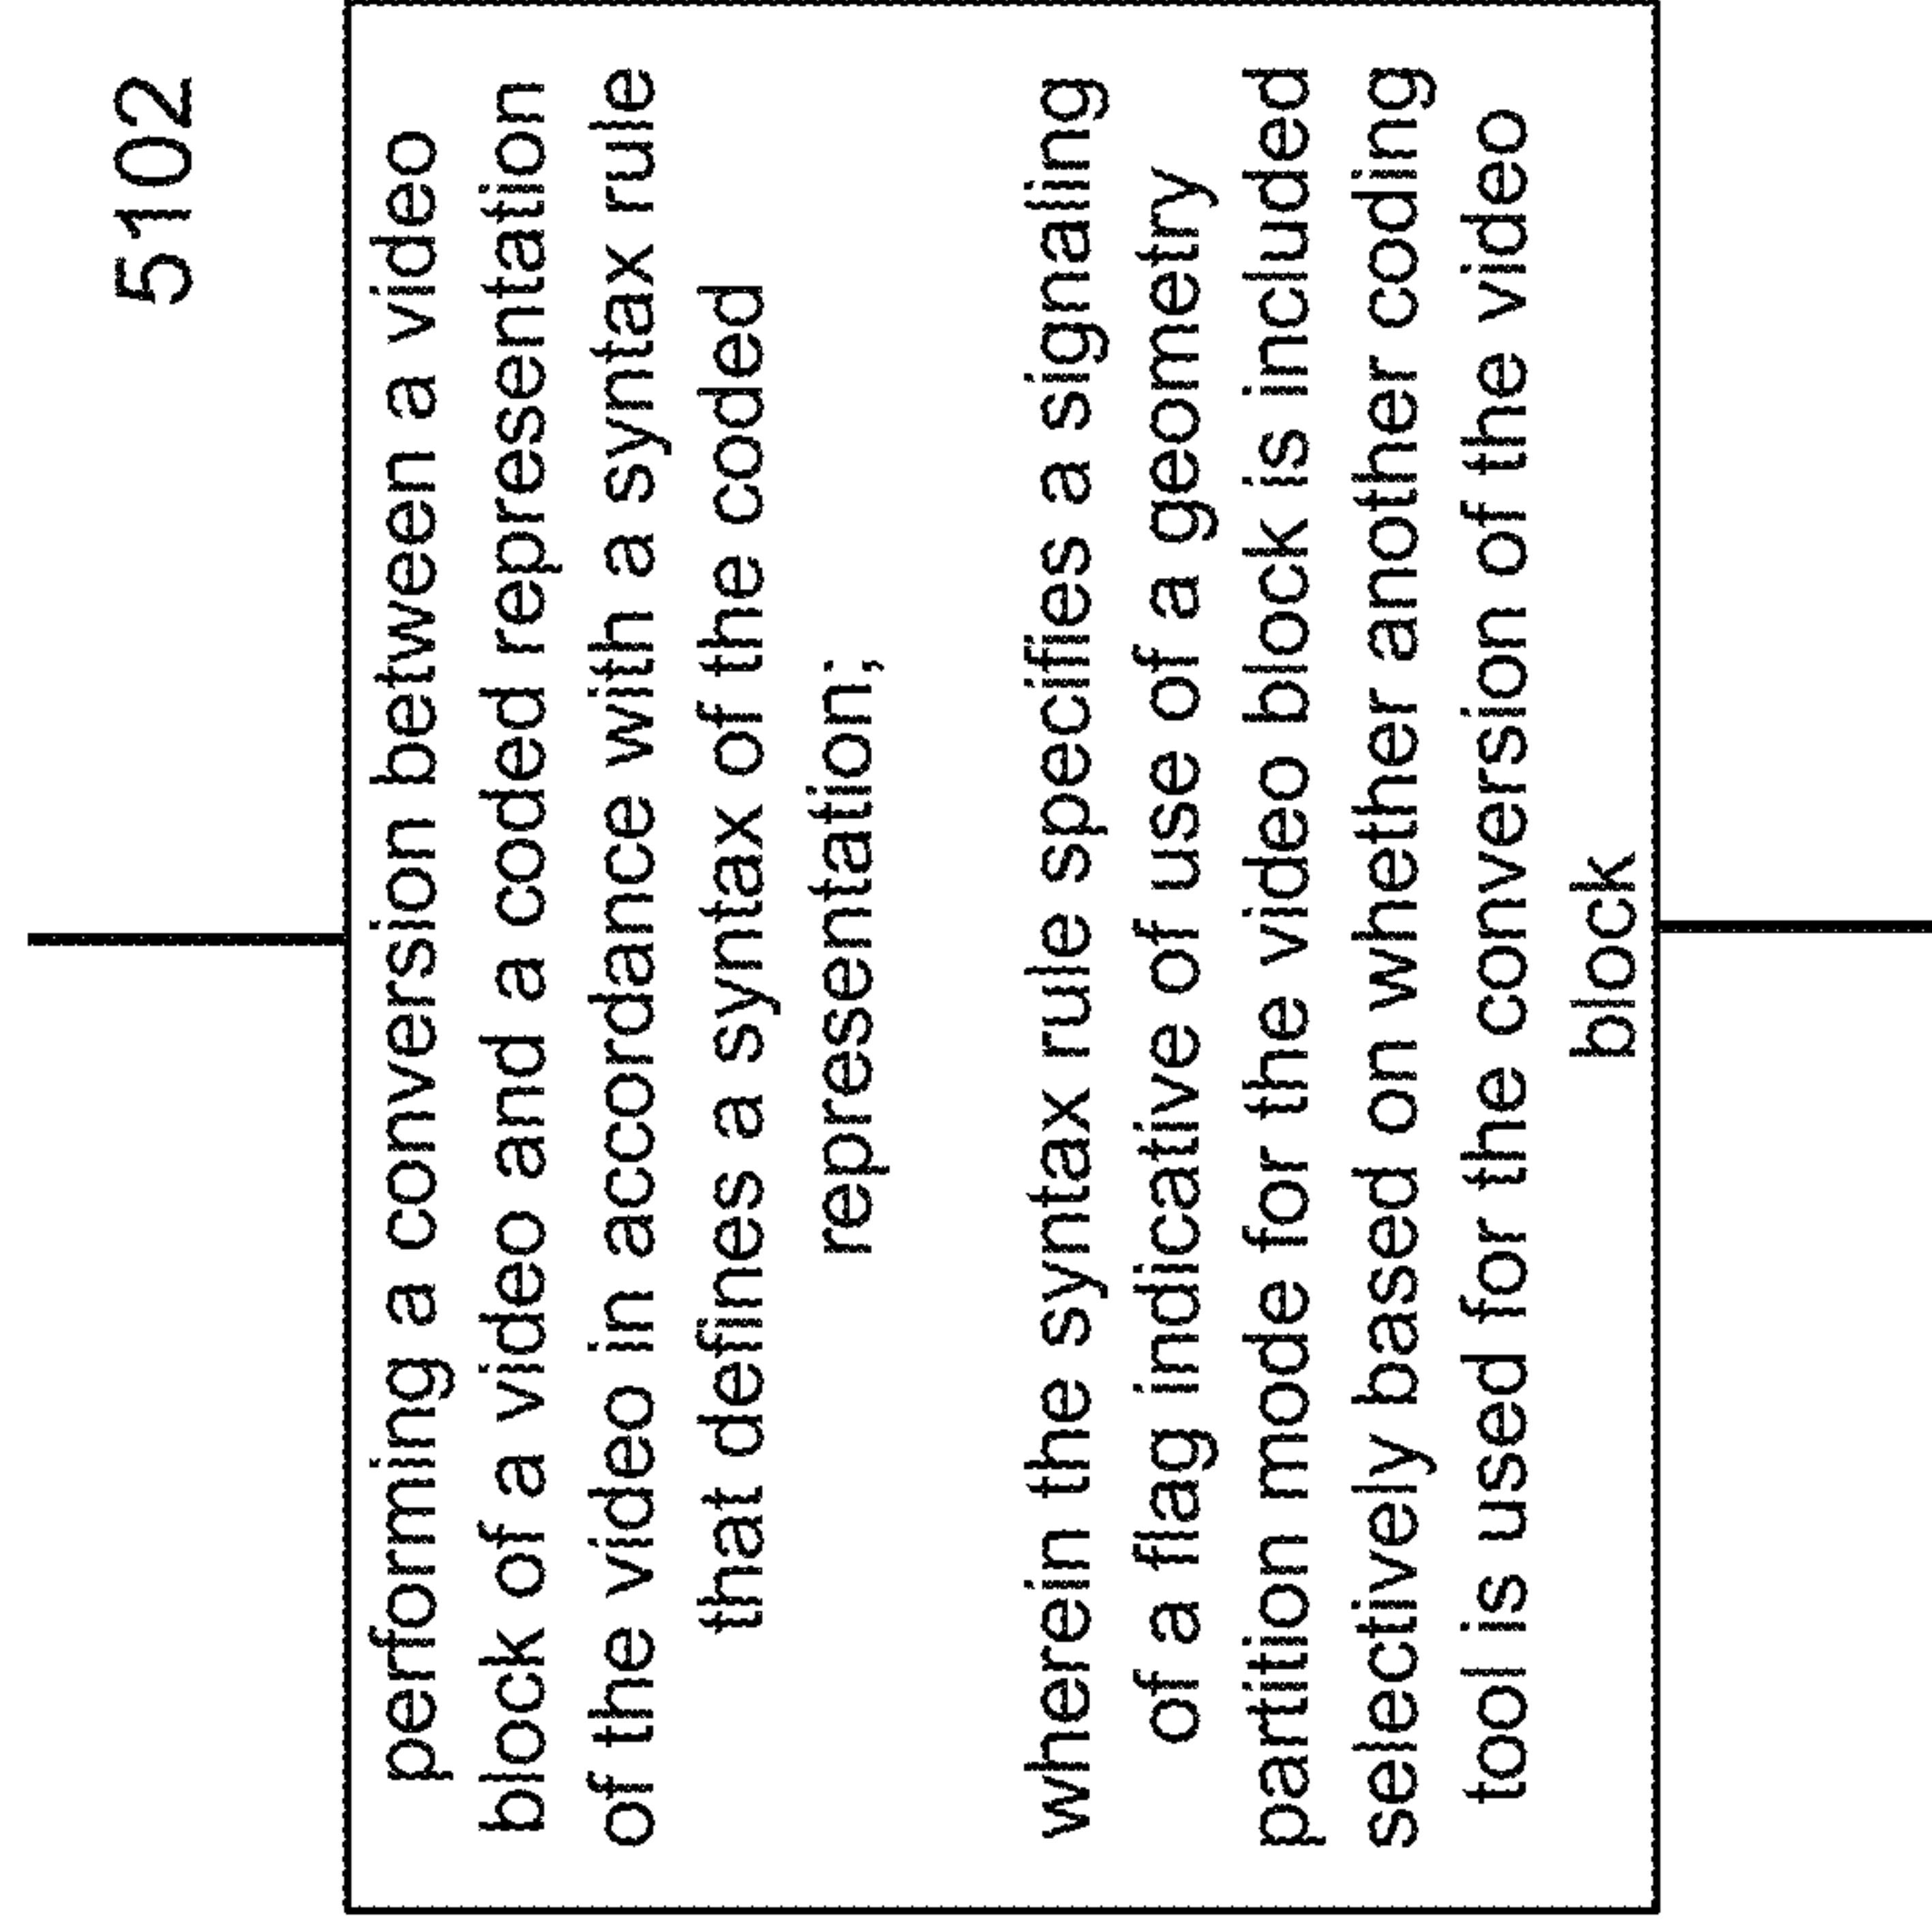 5102
performing a conversion between a video
block of a video and a coded representation
of the video in accordance with a syntax rule
that defines a syntax of the coded
representation;
wherein the syntax rule specifies a signaling
of a flag indicative of use of a geometry
partition mode for the video block is included
selectively based on whether another coding
tool is used for the conversion of the video
block